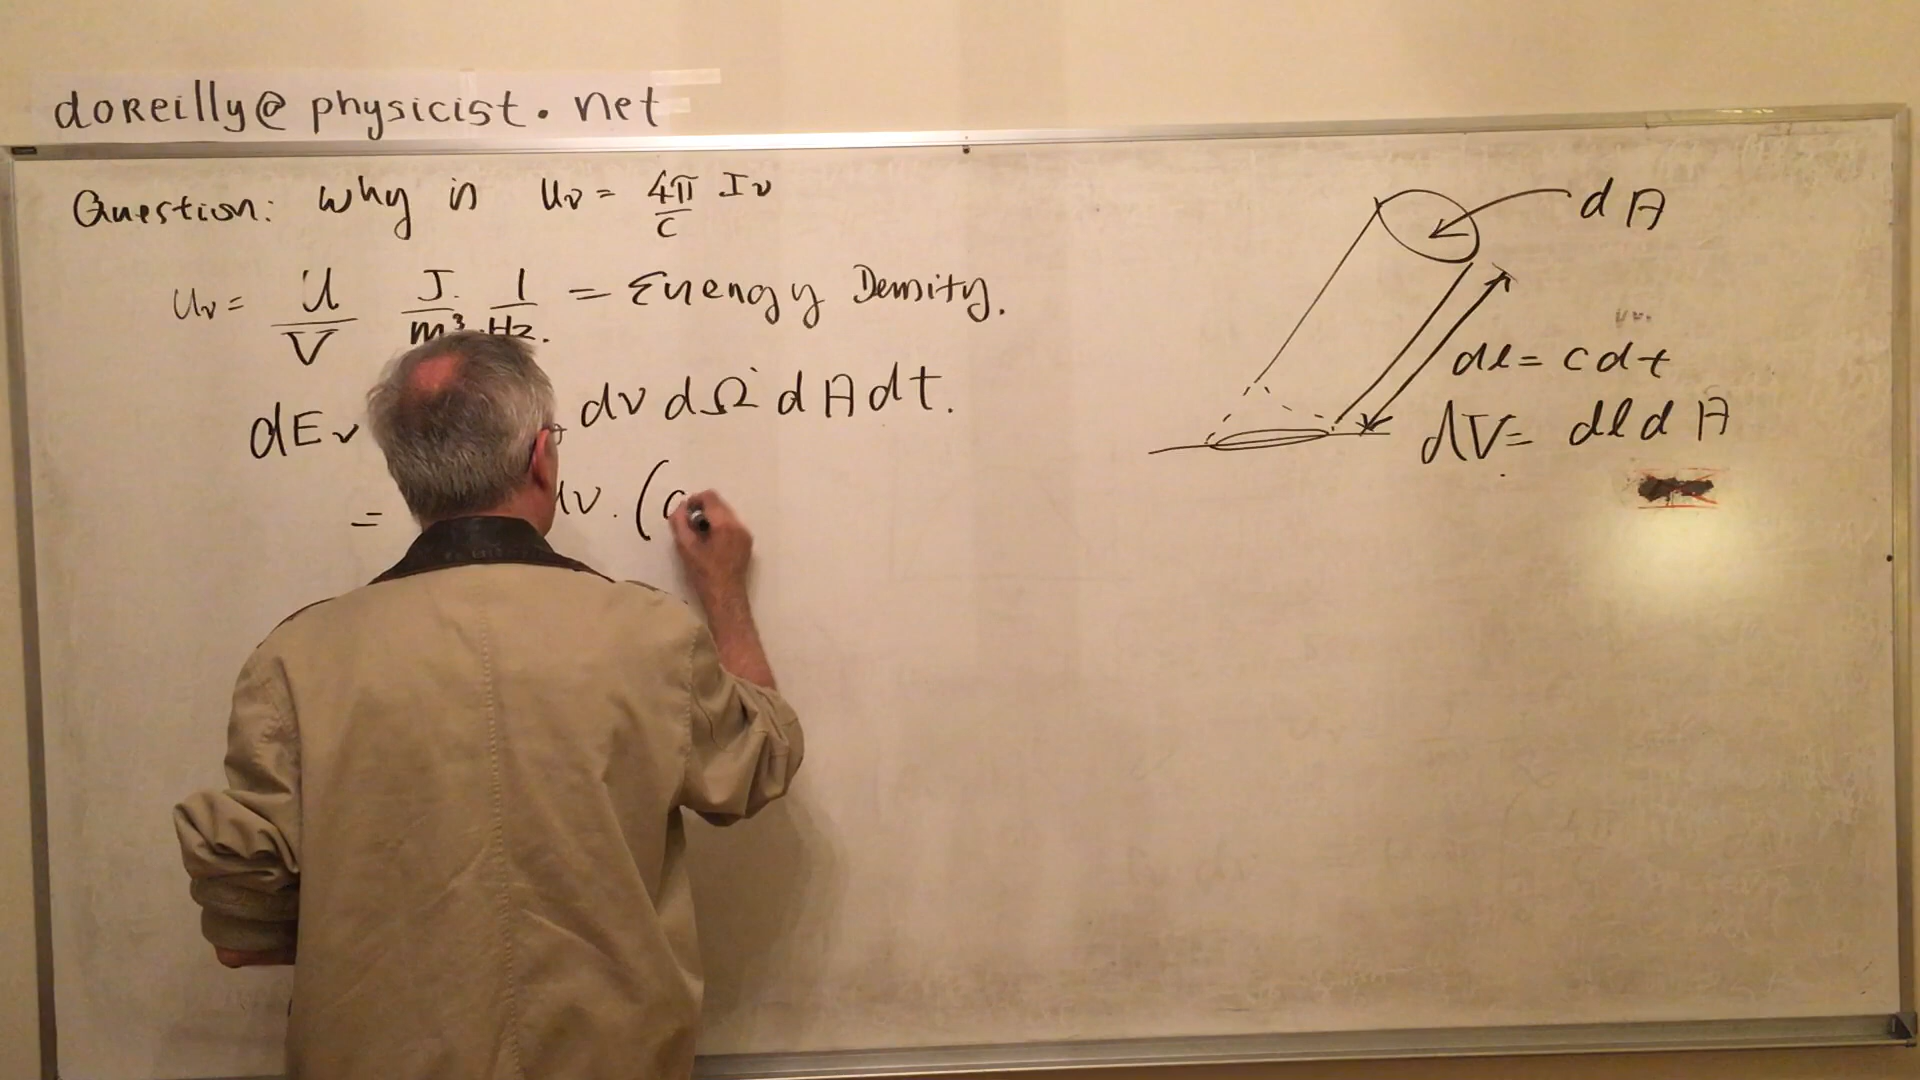 doreilly@physicist.net
Question: why is uν = 4π/c Iν
uν = U/V J/m³ · 1/Hz. = Energy Density.
dEν dν dΩ dA dt.
= dν. (
dA
dl = cdt
dV = dl dA